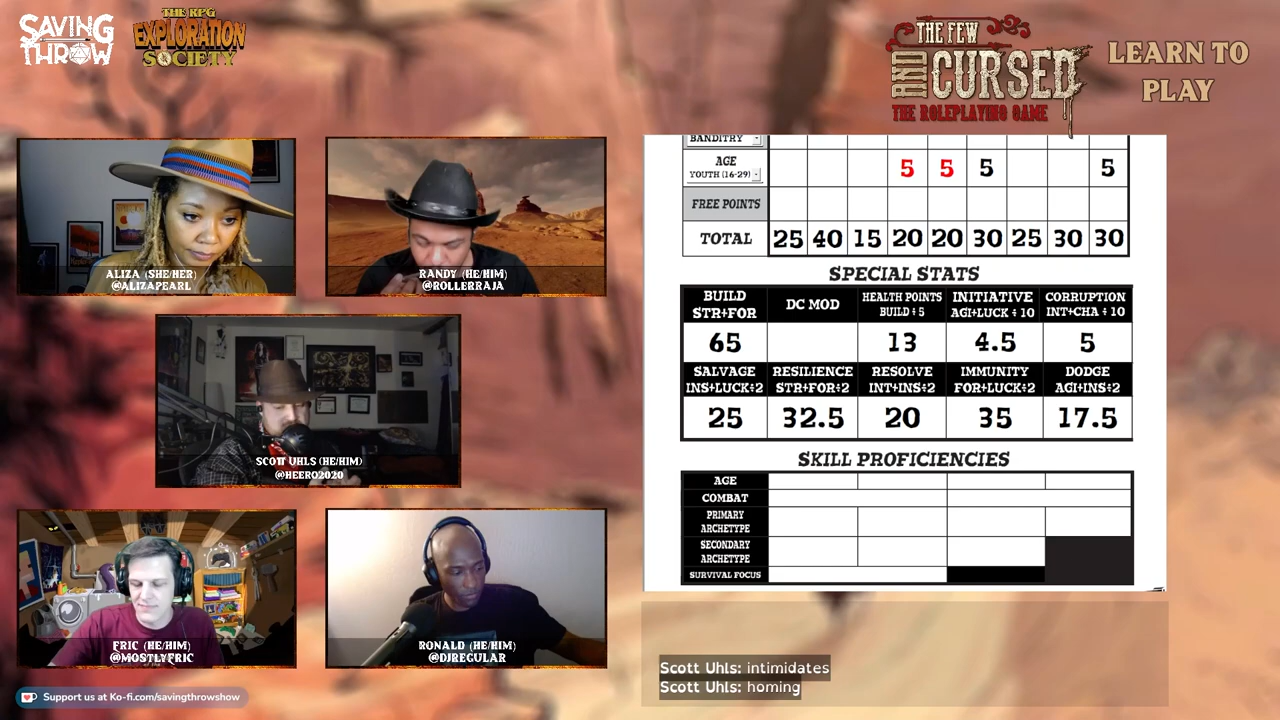 SAVING THROW
THE RPG
EXPLORATION
SOCIETY
THE FEW
AND CURSED
THE ROLEPLAYING GAME
LEARN TO
PLAY
ALIZA (SHE/HER)
@ALIZAPEARL
RANDY (HE/HIM)
@ROLLERRAJA
SCOTT UHLS (HE/HIM)
@HEERO2020
FRIC (HE/HIM)
@MOSTLYFRIC
RONALD (HE/HIM)
@DJREGULAR
Support us at Ko-fi.com/savingthrowshow
BANDITRY
AGE
YOUTH (16-29)
5 5 5 5
FREE POINTS
TOTAL 25 40 15 20 20 30 25 30 30
SPECIAL STATS
BUILD STR+FOR
DC MOD
HEALTH POINTS BUILD÷5
INITIATIVE AGI+LUCK÷10
CORRUPTION INT+CHA÷10
65 13 4.5 5
SALVAGE INS+LUCK÷2
RESILIENCE STR+FOR÷2
RESOLVE INT+INS÷2
IMMUNITY FOR+LUCK÷2
DODGE AGI+INS÷2
25 32.5 20 35 17.5
SKILL PROFICIENCIES
AGE
COMBAT
PRIMARY ARCHETYPE
SECONDARY ARCHETYPE
SURVIVAL FOCUS
Scott Uhls: intimidates
Scott Uhls: homing